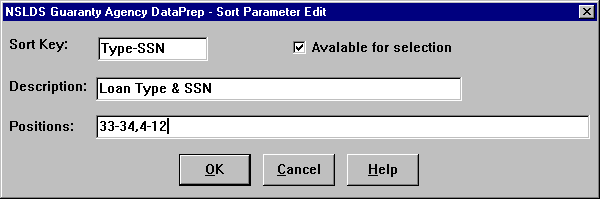 NSLDS Guaranty Agency DataPrep - Sort Parameter Edit
Sort Key: Type-SSN Avalable for selection
Description: Loan Type & SSN
Positions: 33-34,4-12
OK Cancel Help